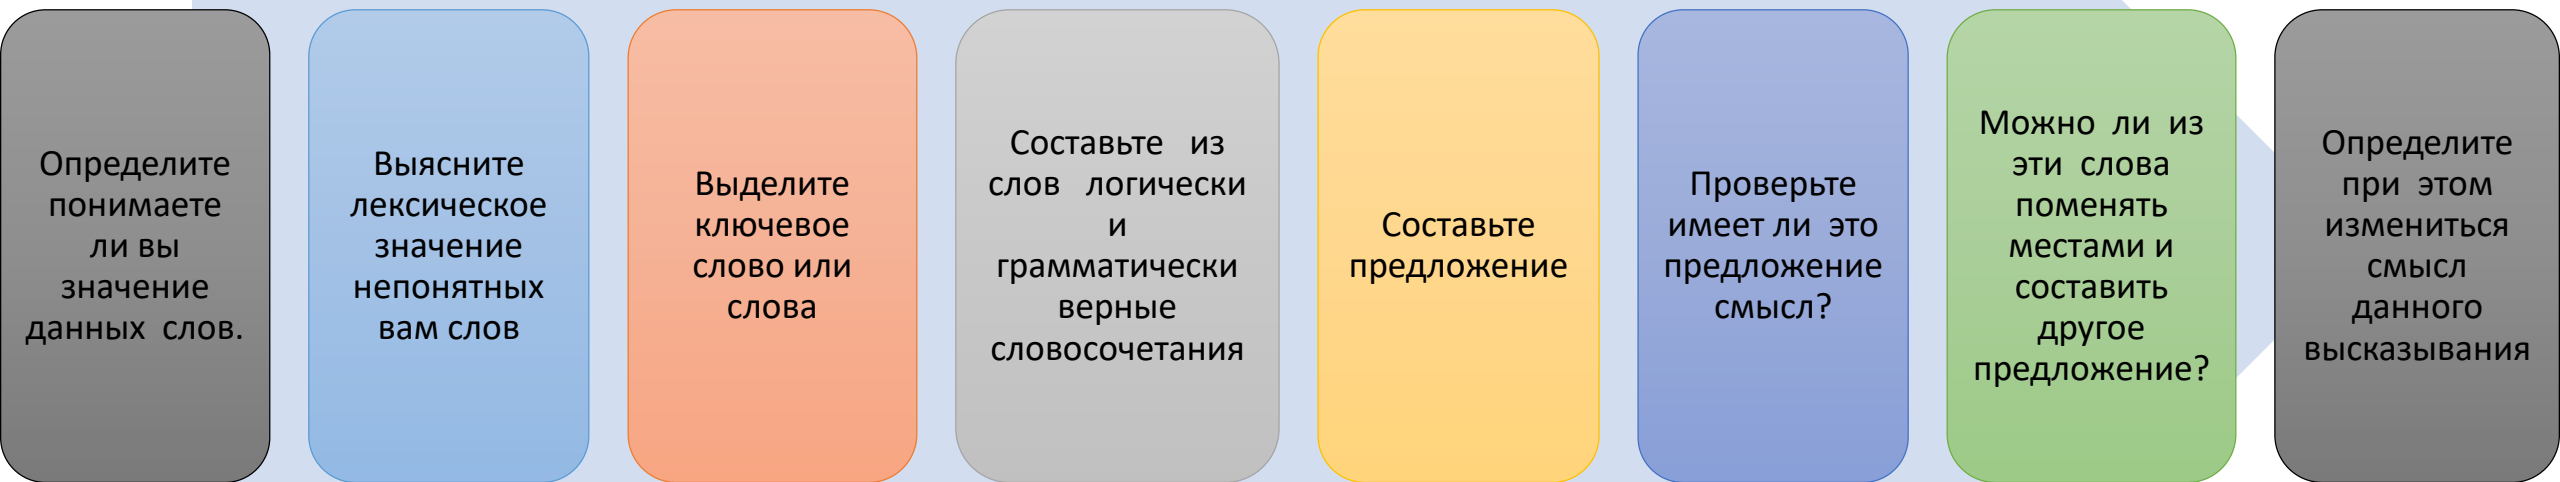 Определите
понимаете
ли вы
значение
данных слов.
Выясните
лексическое
значение
непонятных
вам слов
Выделите
ключевое
слово или
слова
Составьте из
слов логически
и
грамматически
верные
словосочетания
Составьте
предложение
Проверьте
имеет ли это
предложение
смысл?
Можно ли из
эти слова
поменять
местами и
составить
другое
предложение?
Определите
при этом
измениться
смысл
данного
высказывания